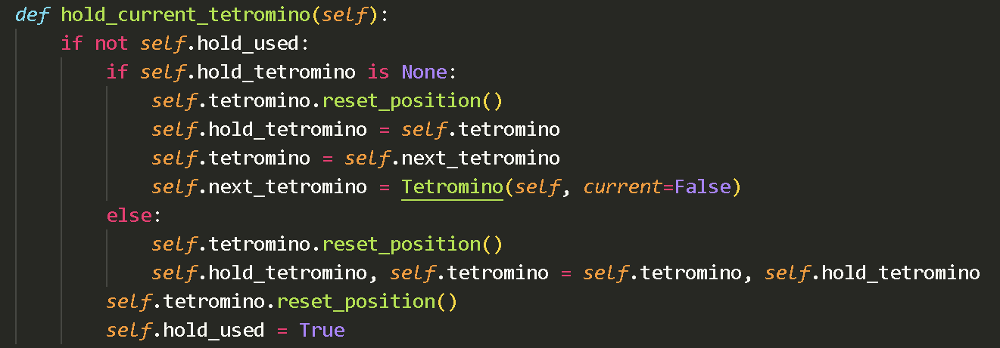 def hold_current_tetromino(self):
    if not self.hold_used:
        if self.hold_tetromino is None:
            self.tetromino.reset_position()
            self.hold_tetromino = self.tetromino
            self.tetromino = self.next_tetromino
            self.next_tetromino = Tetromino(self, current=False)
        else:
            self.tetromino.reset_position()
            self.hold_tetromino, self.tetromino = self.tetromino, self.hold_tetromino
        self.tetromino.reset_position()
        self.hold_used = True